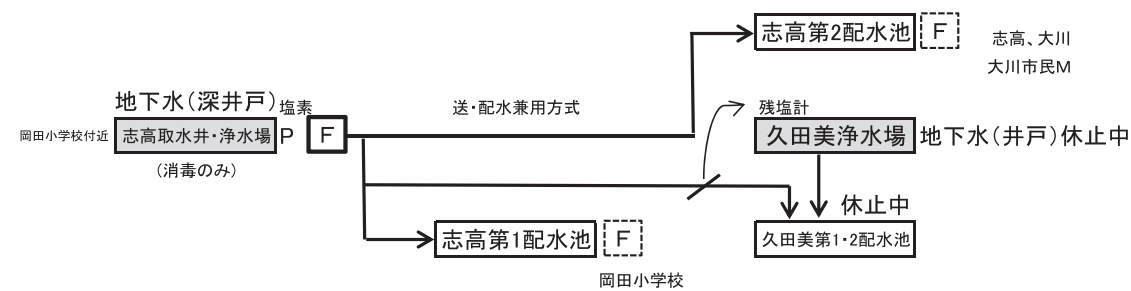 志高第2配水池 F
志高、大川
大川市民M
地下水(深井戸)塩素
送・配水兼用方式
残塩計
岡田小学校付近 志高取水井・浄水場 P F
久田美浄水場 地下水(井戸)休止中
(消毒のみ)
休止中
志高第1配水池 F
久田美第1・2配水池
岡田小学校